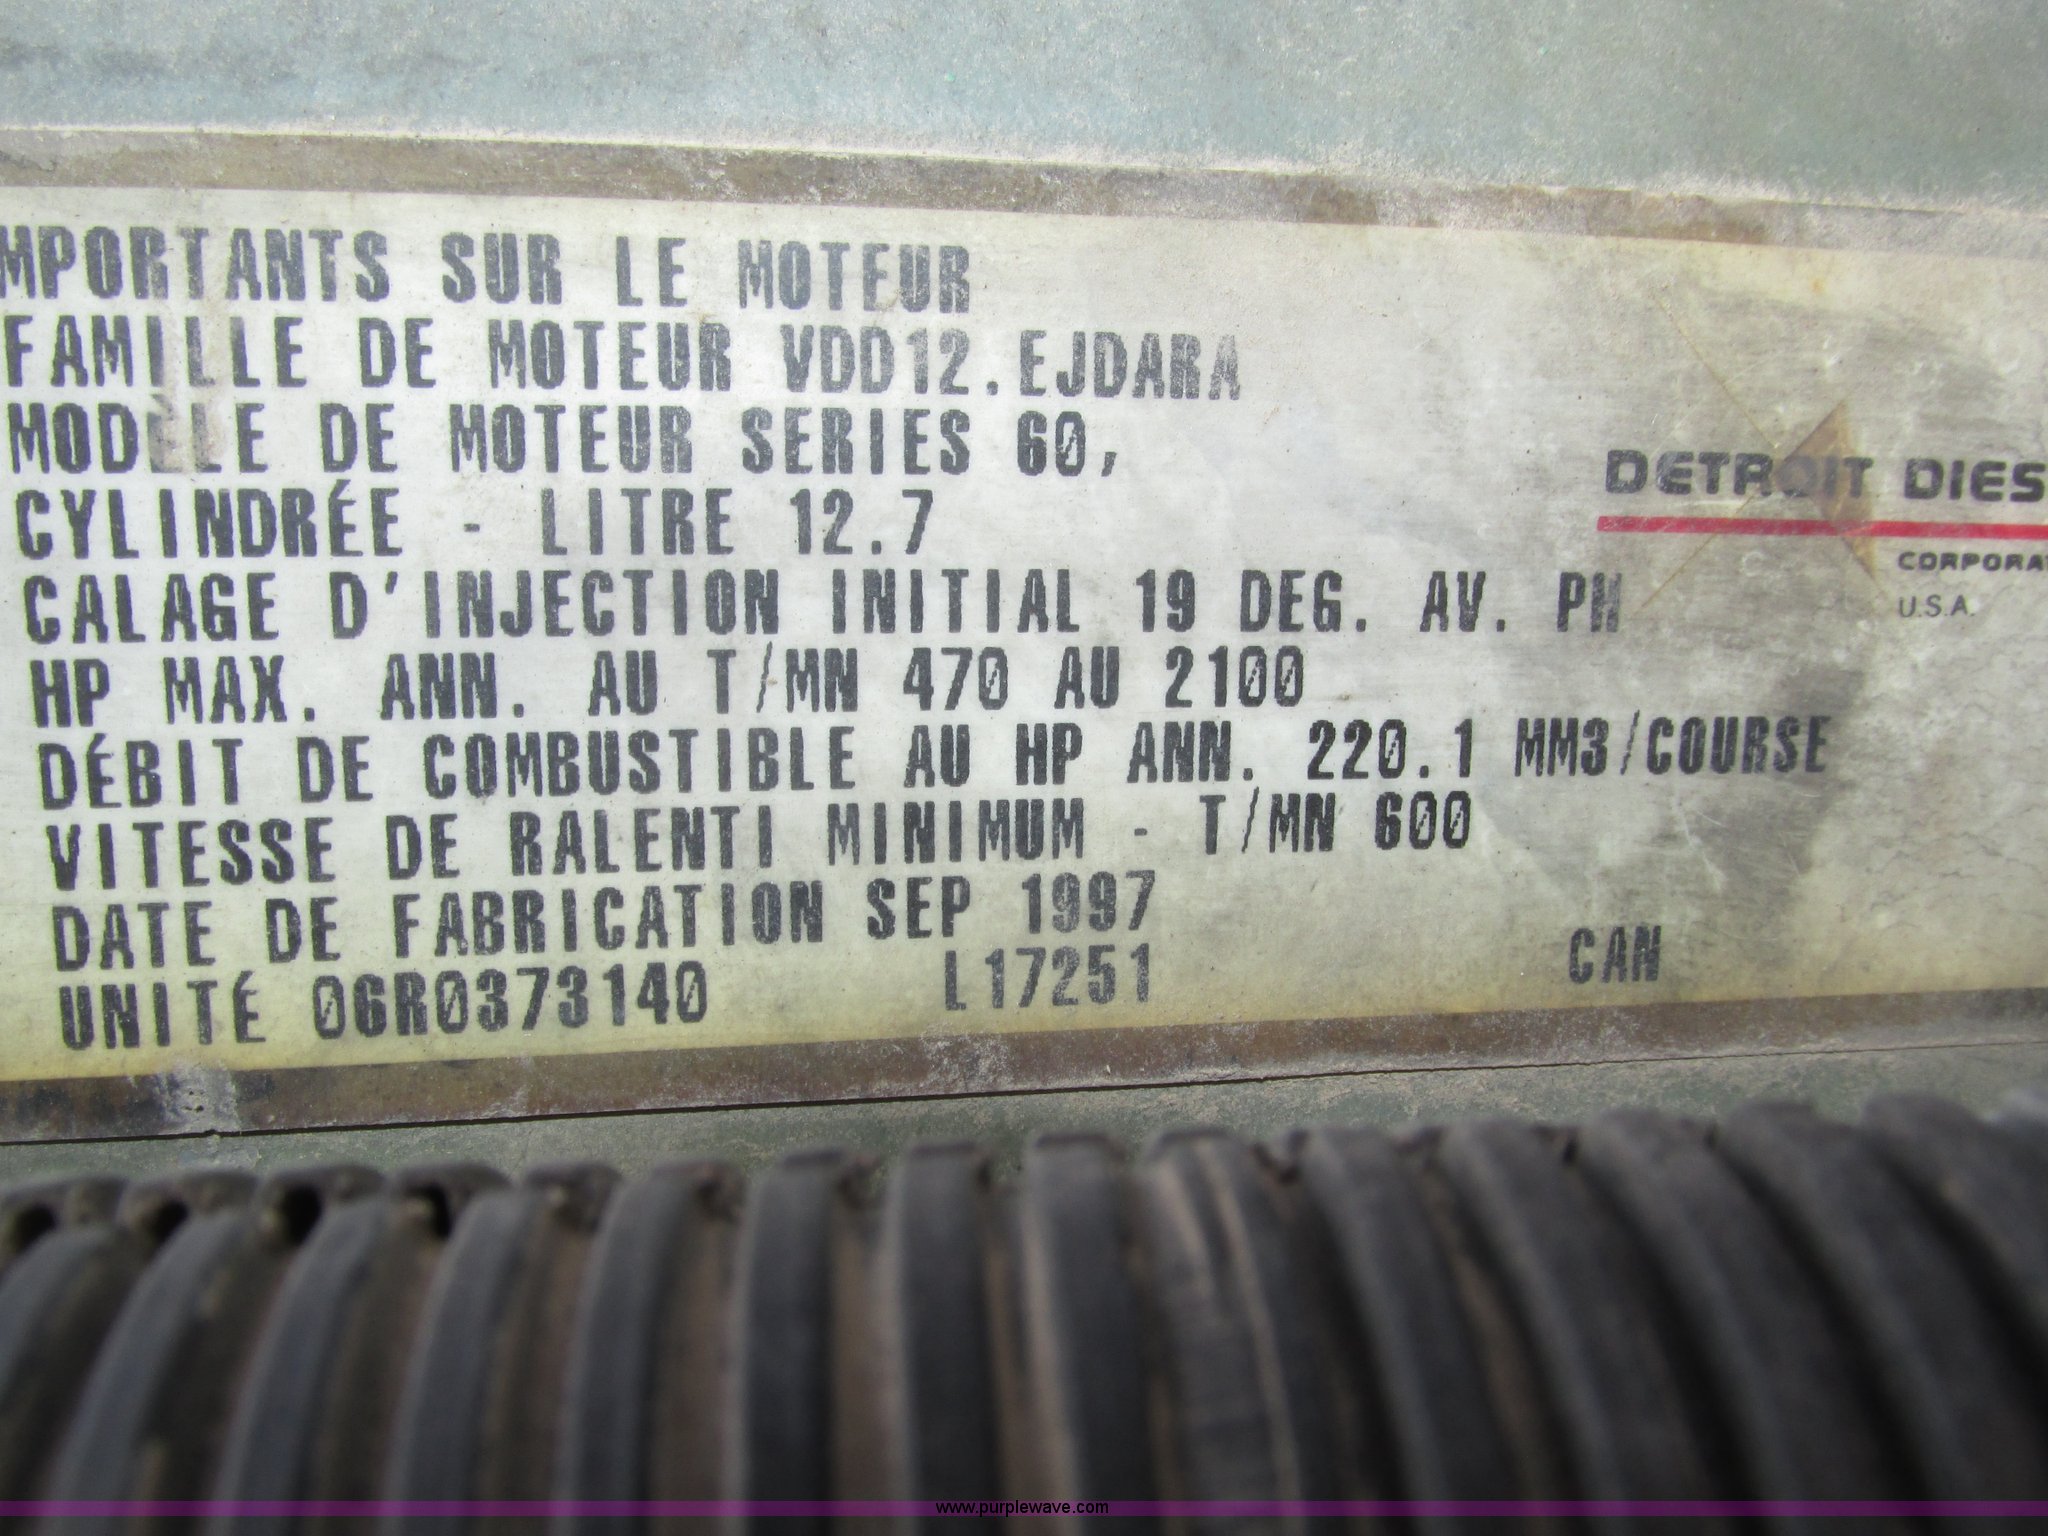 MPORTANTS SUR LE MOTEUR
FAMILLE DE MOTEUR VDD12.EJDARA
MODÈLE DE MOTEUR SERIES 60,
CYLINDRÉE - LITRE 12.7
CALAGE D'INJECTION INITIAL 19 DEG. AV. PMH
HP MAX. ANN. AU T/MN 470 AU 2100
DÉBIT DE COMBUSTIBLE AU HP ANN. 220.1 MM3/COURSE
VITESSE DE RALENTI MINIMUM - T/MN 600
DATE DE FABRICATION SEP 1997
UNITÉ 06R0373140 L17251 CAN
DETROIT DIES
CORPORAT
U.S.A.
www.purplewave.com